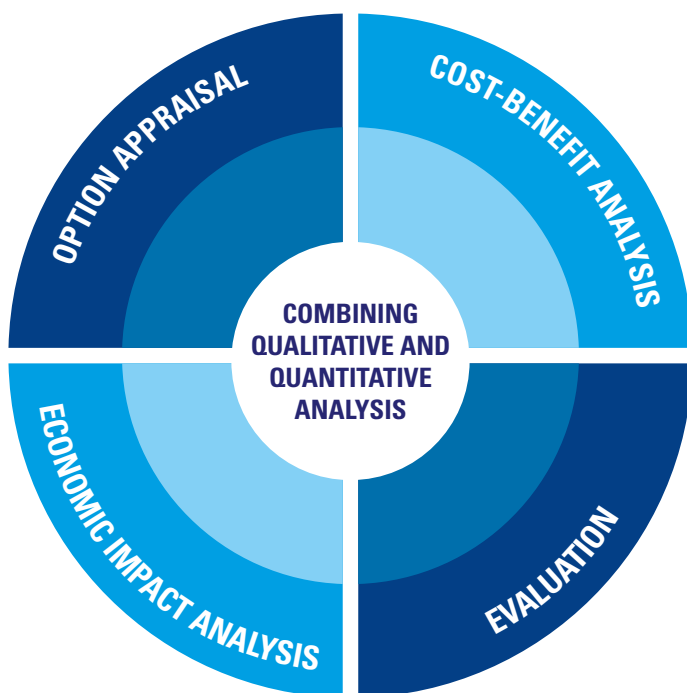 OPTION APPRAISAL
COST-BENEFIT ANALYSIS
COMBINING
QUALITATIVE AND
QUANTITATIVE
ANALYSIS
ECONOMIC IMPACT ANALYSIS
EVALUATION